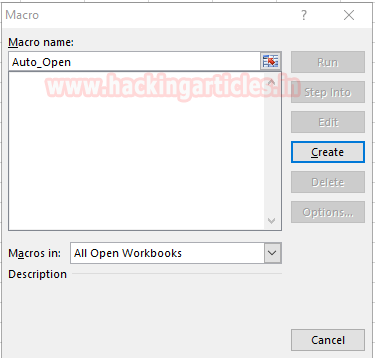 Macro
?
Macro name:
Auto_Open
Run
www.hackingarticles.in
Step Into
Edit
Create
Delete
Options...
Macros in: All Open Workbooks
Description
Cancel